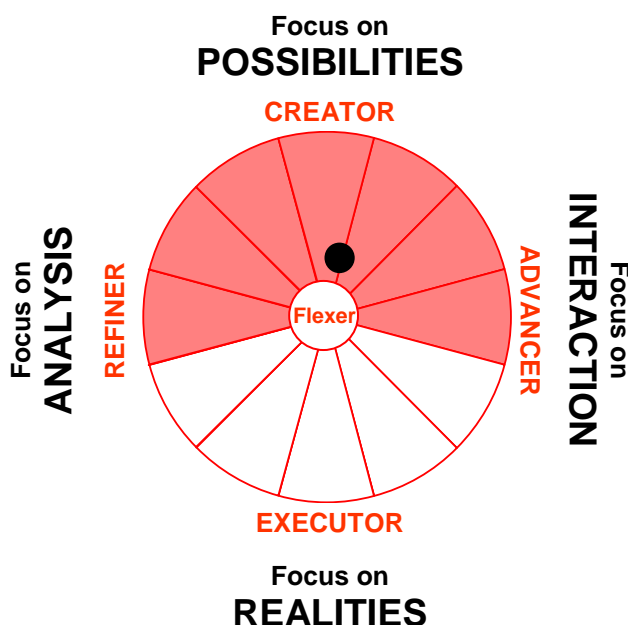 Focus on
POSSIBILITIES
CREATOR
Focus on
ANALYSIS
REFINER
Flexer
ADVANCER
INTERACTION
Focus on
EXECUTOR
Focus on
REALITIES